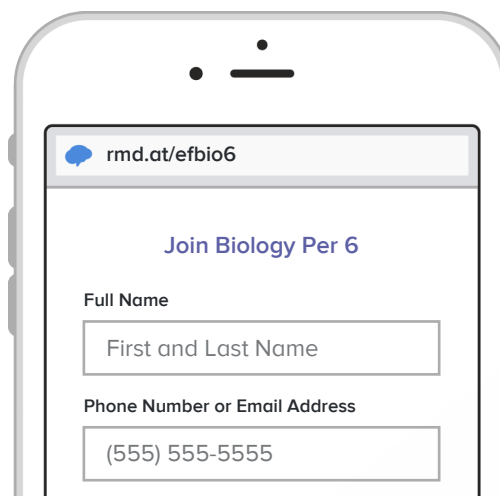 rmd.at/efbio6
Join Biology Per 6
Full Name
First and Last Name
Phone Number or Email Address
(555) 555-5555